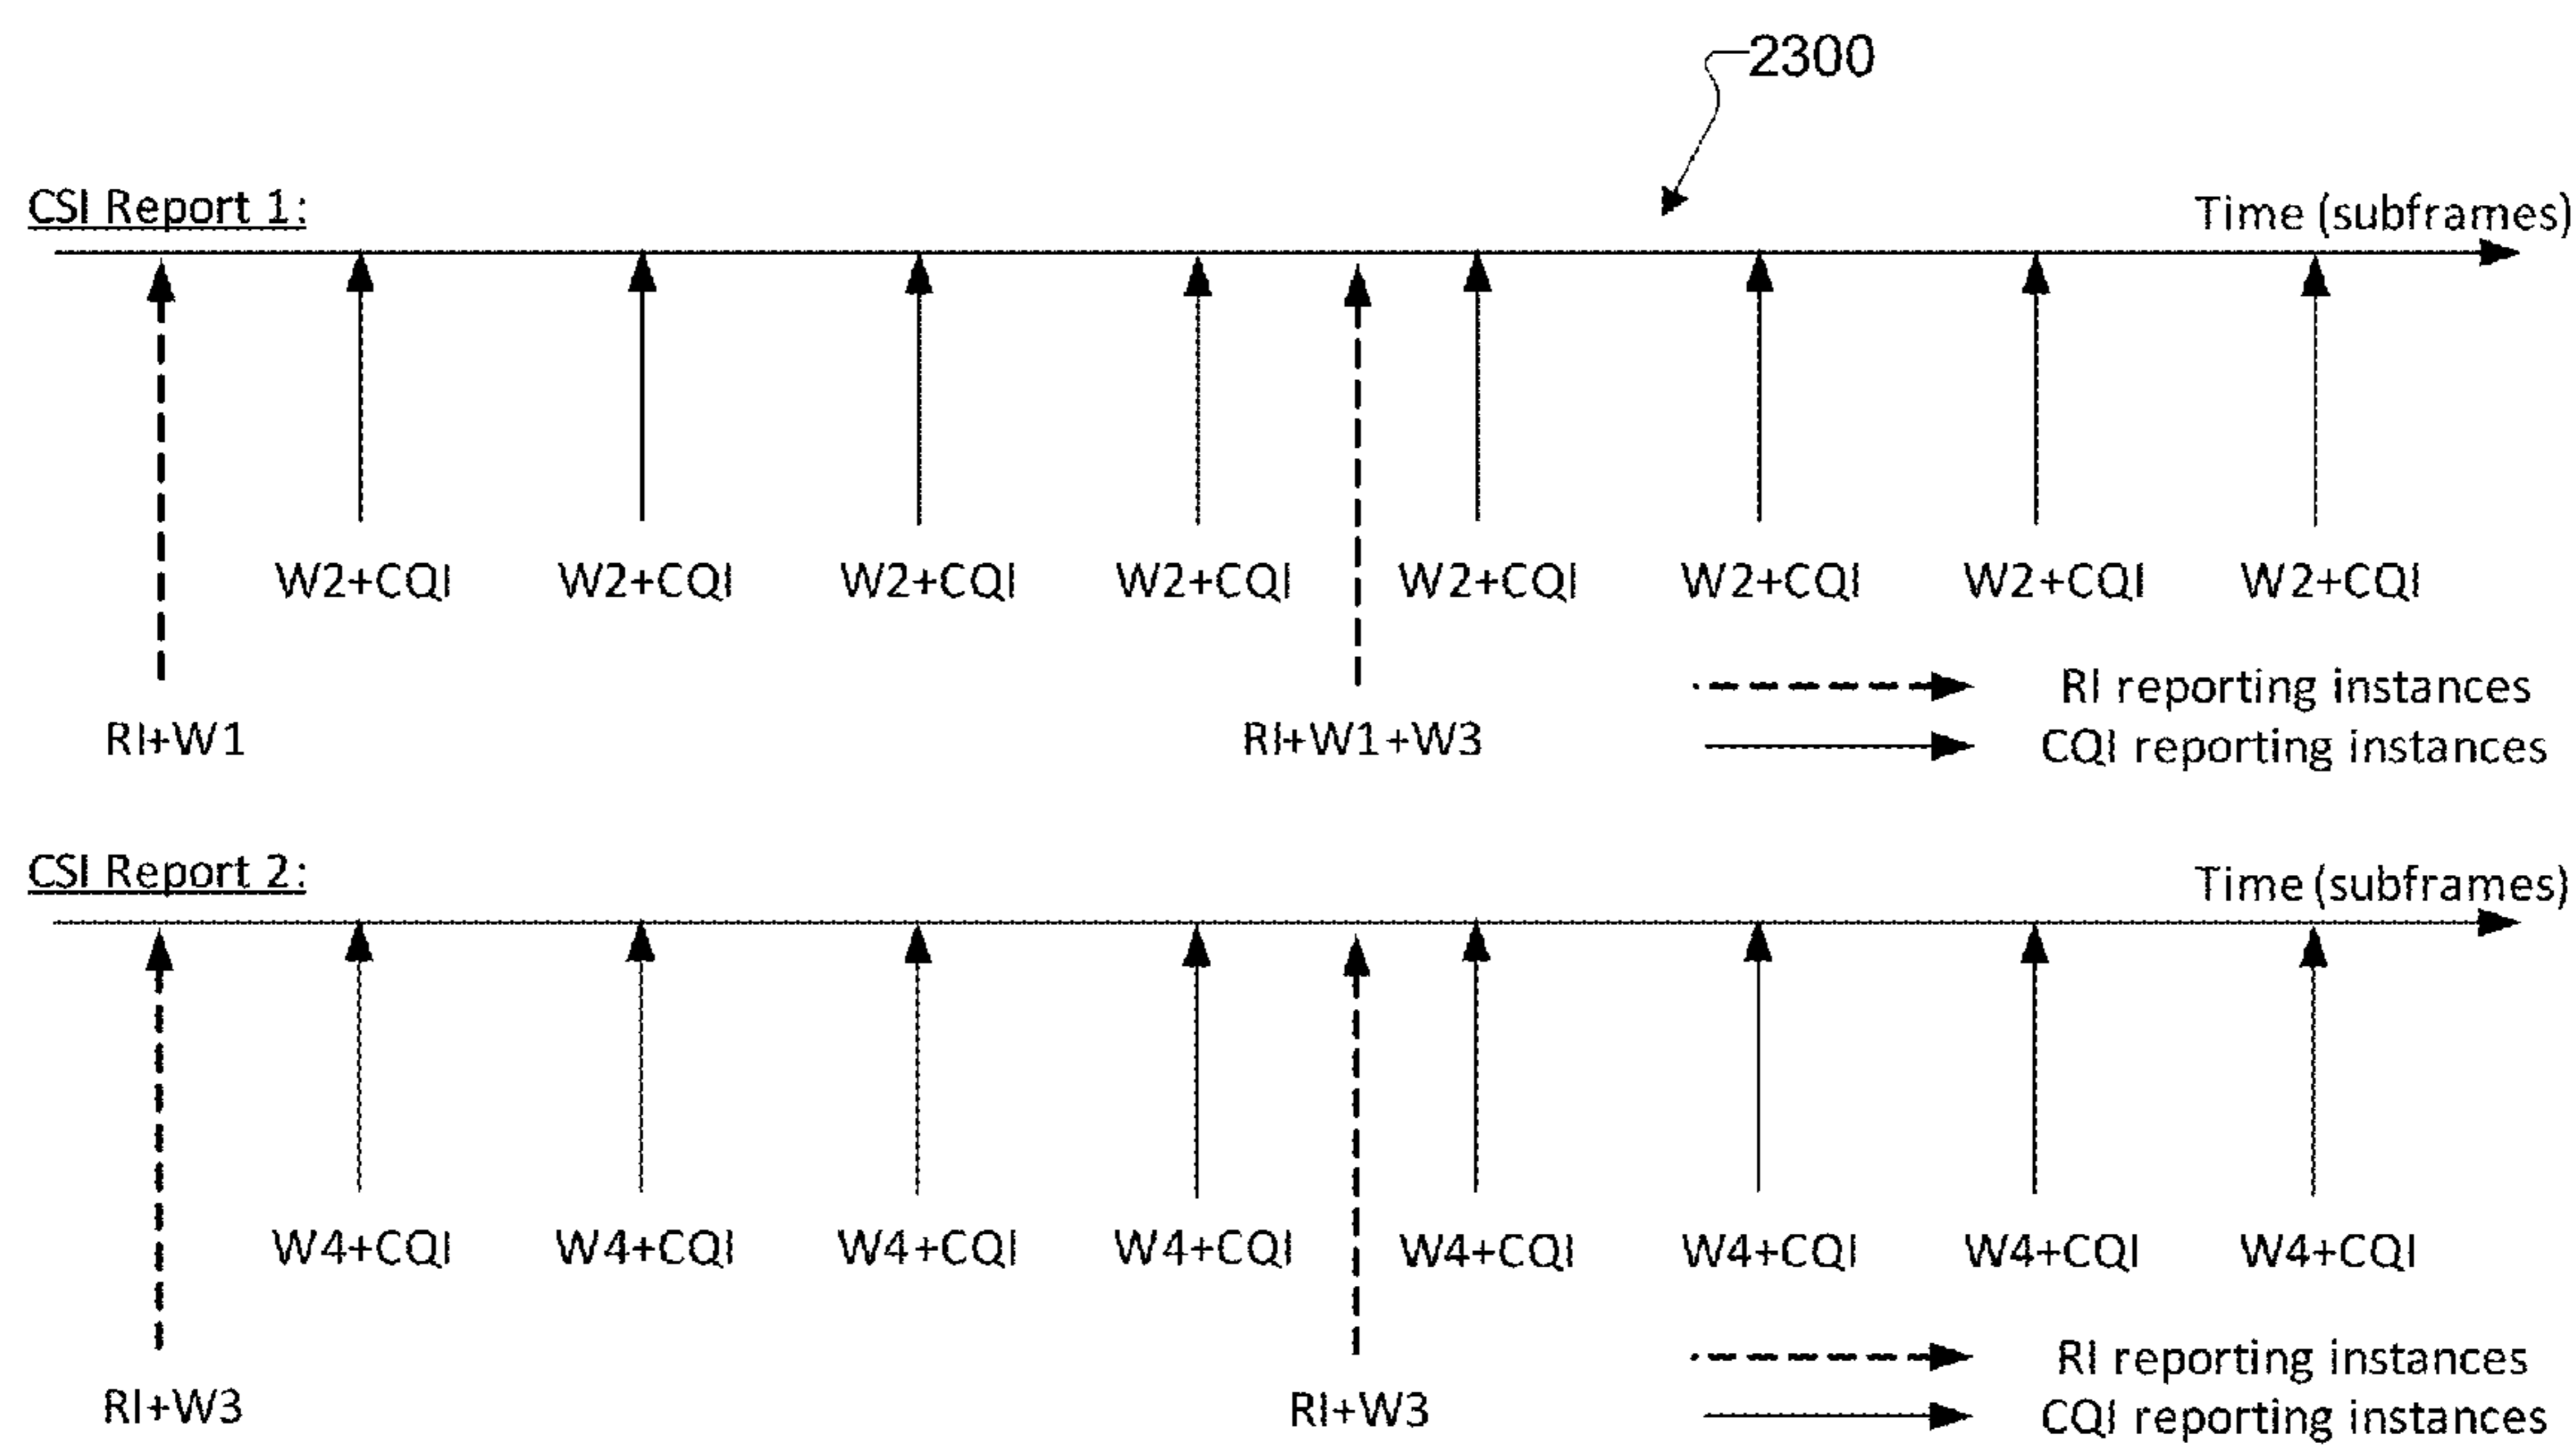 2300
CSI Report 1:
Time (subframes)
W2+CQI W2+CQI W2+CQI W2+CQI W2+CQI W2+CQI W2+CQI W2+CQI
RI reporting instances
RI+W1 RI+W1+W3
CQI reporting instances
CSI Report 2:
Time (subframes)
W4+CQI W4+CQI W4+CQI W4+CQI W4+CQI W4+CQI W4+CQI W4+CQI
RI reporting instances
RI+W3 RI+W3
CQI reporting instances